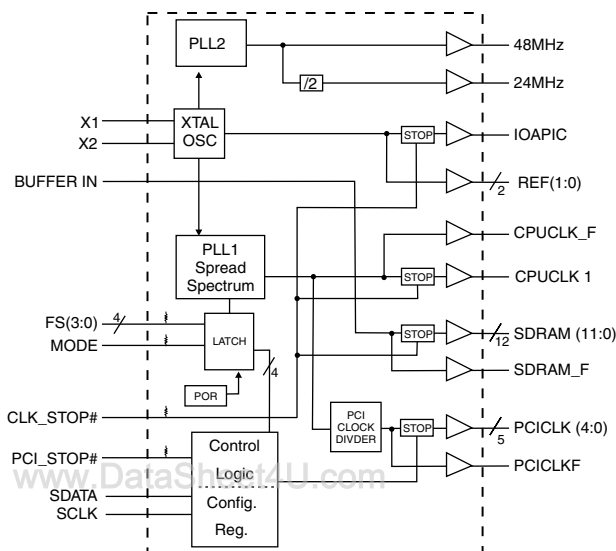 PLL2
48MHz
/2
24MHz
X1
X2
XTAL
OSC
STOP
IOAPIC
BUFFER IN
2
REF(1:0)
CPUCLK_F
PLL1
Spread
Spectrum
STOP
CPUCLK 1
FS(3:0)
4
MODE
LATCH
STOP
12
SDRAM (11:0)
4
SDRAM_F
POR
CLK_STOP#
PCI
CLOCK
DIVDER
STOP
5
PCICLK (4:0)
PCI_STOP#
Control
Logic
PCICLKF
www.DataSheet4U.com
SDATA
SCLK
Config.
Reg.